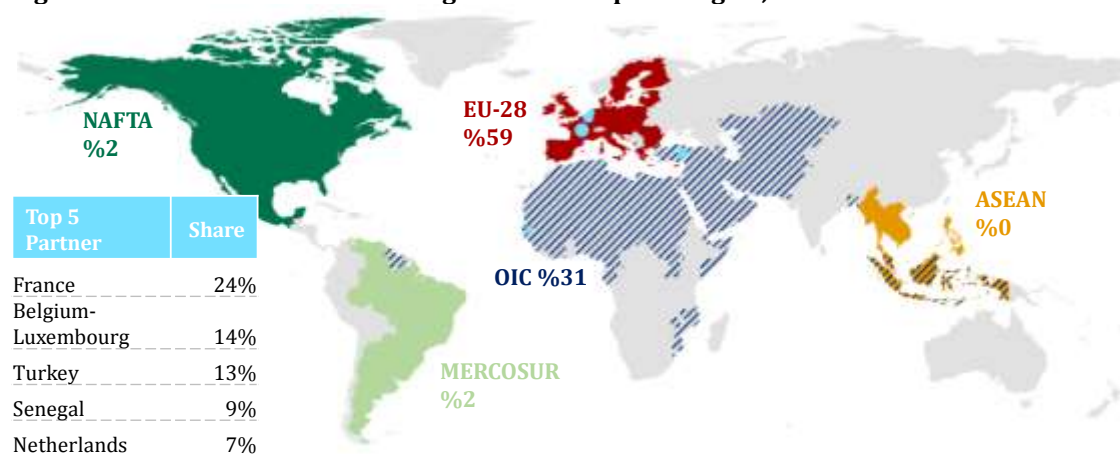 NAFTA
%2
EU-28
%59
ASEAN
%0
OIC %31
MERCOSUR
%2
Top 5
Partner
Share
France 24%
Belgium-
Luxembourg 14%
Turkey 13%
Senegal 9%
Netherlands 7%